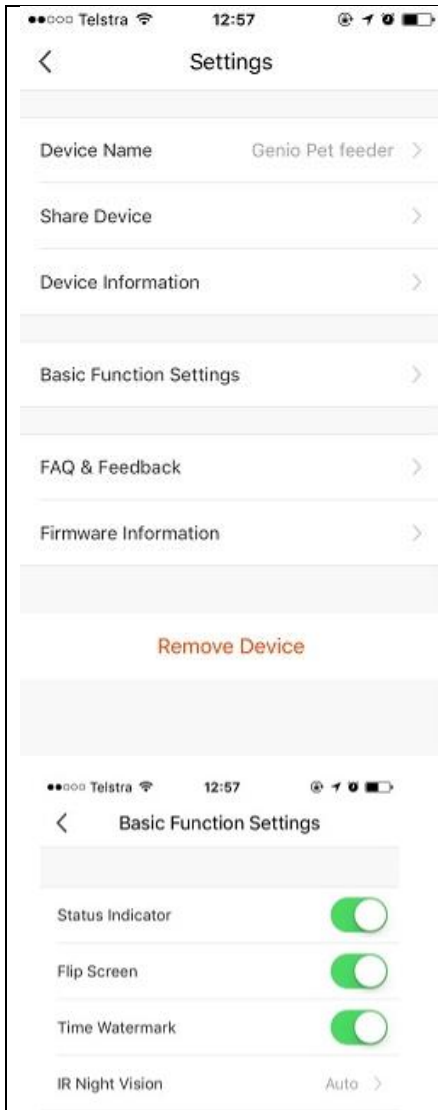 Telstra 12:57
Settings
Device Name Genio Pet feeder
Share Device
Device Information
Basic Function Settings
FAQ & Feedback
Firmware Information
Remove Device
Telstra 12:57
Basic Function Settings
Status Indicator
Flip Screen
Time Watermark
IR Night Vision Auto